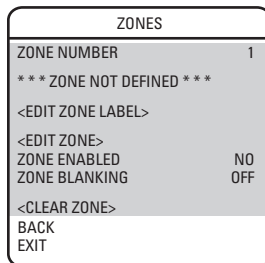 ZONES
ZONE NUMBER 1
* * * ZONE NOT DEFINED * * *
<EDIT ZONE LABEL>
<EDIT ZONE>
ZONE ENABLED NO
ZONE BLANKING OFF
<CLEAR ZONE>
BACK
EXIT